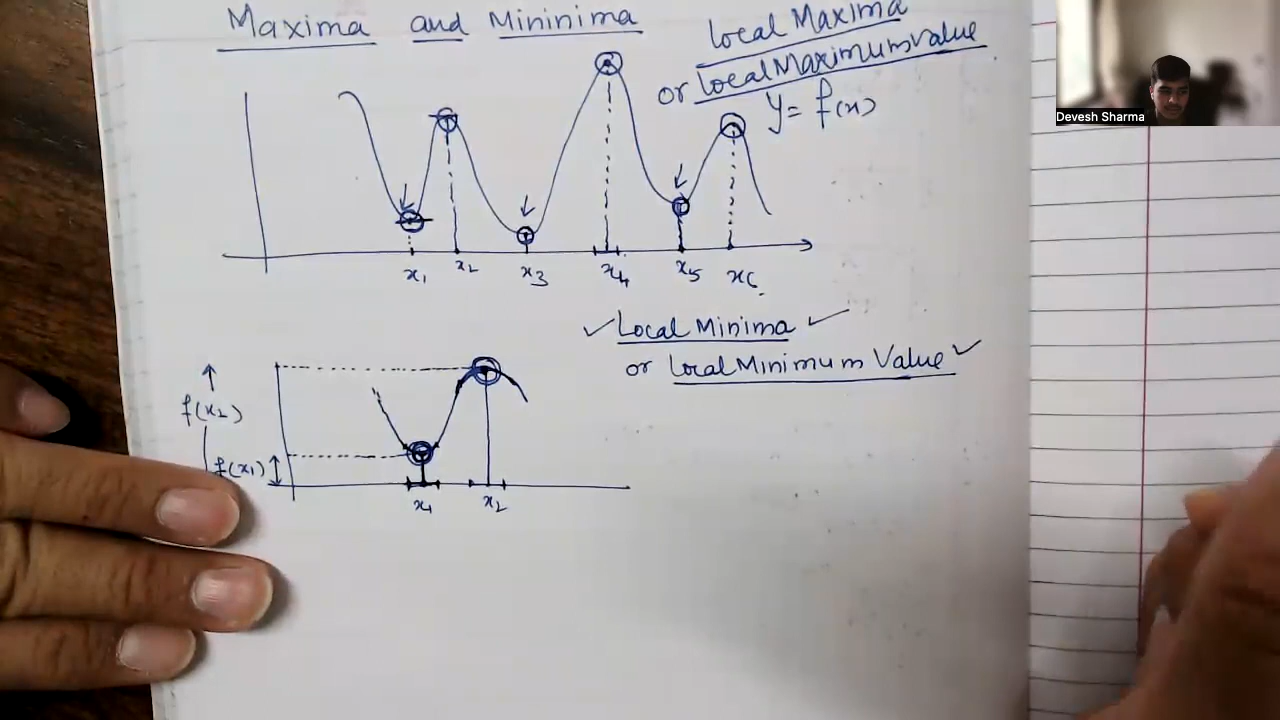 Maxima and Mininima
Local Maxima
or Local Maximum Value
y = f(x)
Devesh Sharma
x1 x2 x3 x4 x5 x6
✓ Local Minima ✓
or Local Minimum Value ✓
f(x2)
f(x1)
x1 x2